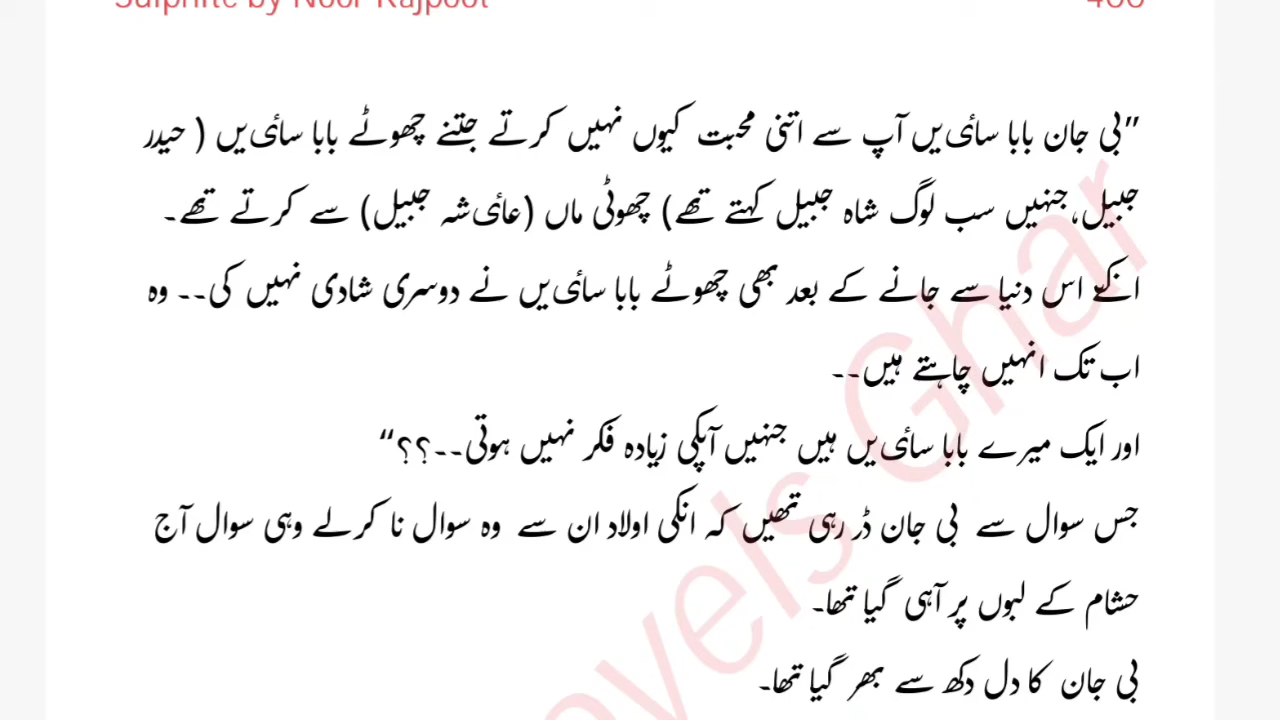 Sulphite by Noor Rajpoot
”بی جان بابا سائیں آپ سے اتنی محبت کیوں نہیں کرتے جتنے چھوٹے بابا سائیں ( حیدر
جبیل،جنہیں سب لوگ شاہ جبیل کہتے تھے) چھوٹی ماں (عائشہ جبیل) سے کرتے تھے۔
انکے اس دنیا سے جانے کے بعد بھی چھوٹے بابا سائیں نے دوسری شادی نہیں کی۔۔ وہ
اب تک انہیں چاہتے ہیں۔۔
اور ایک میرے بابا سائیں ہیں جنہیں آپکی زیادہ فکر نہیں ہوتی۔۔؟؟“
جس سوال سے بی جان ڈر رہی تھیں کہ انکی اولاد ان سے وہ سوال نا کرلے وہی سوال آج
حشام کے لبوں پر آہی گیا تھا۔
بی جان کا دل دکھ سے بھر گیا تھا۔